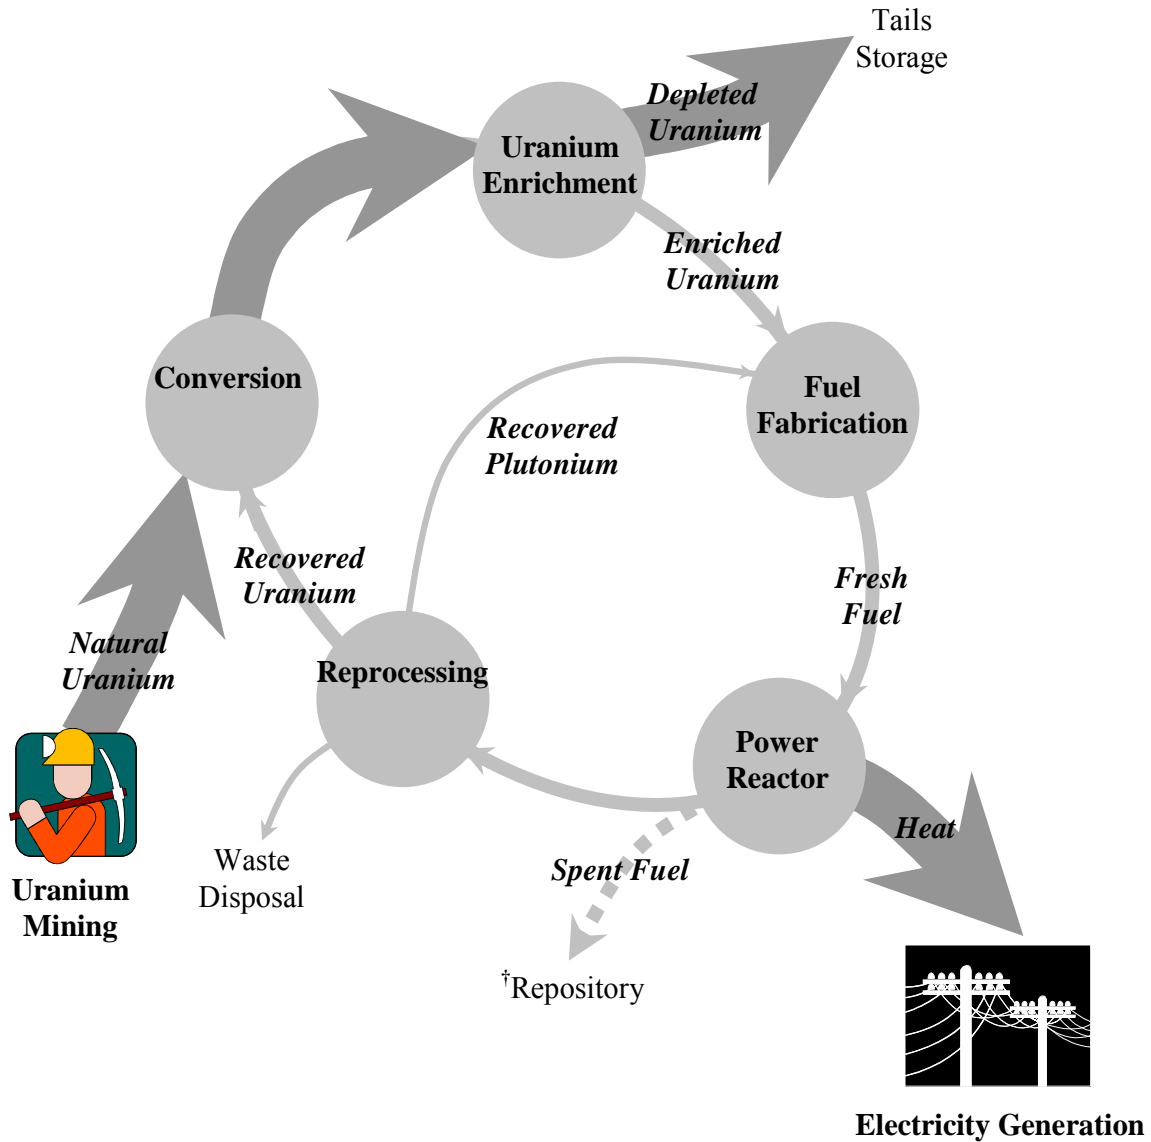 Tails
Storage
Depleted
Uranium
Uranium
Enrichment
Enriched
Uranium
Conversion
Fuel
Fabrication
Recovered
Plutonium
Recovered
Uranium
Fresh
Fuel
Natural
Uranium
Reprocessing
Power
Reactor
Heat
Waste
Disposal
Spent Fuel
Uranium
Mining
†Repository
Electricity Generation